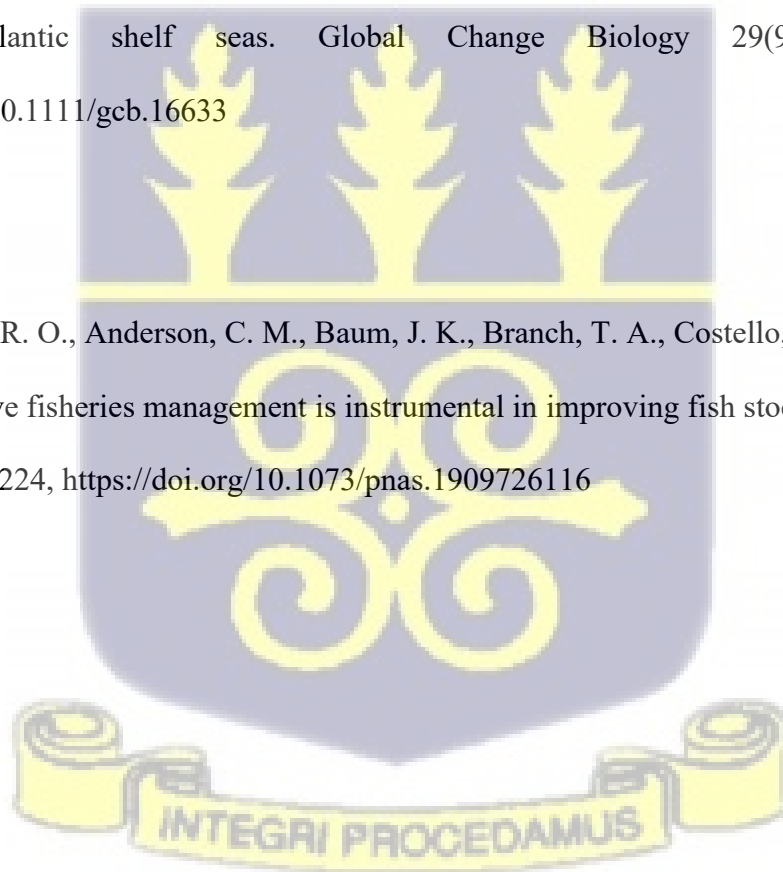 lantic shelf seas. Global Change Biology 29(9
0.1111/gcb.16633
R. O., Anderson, C. M., Baum, J. K., Branch, T. A., Costello,
ve fisheries management is instrumental in improving fish stoc
224, https://doi.org/10.1073/pnas.1909726116
INTEGRI PROCEDAMUS